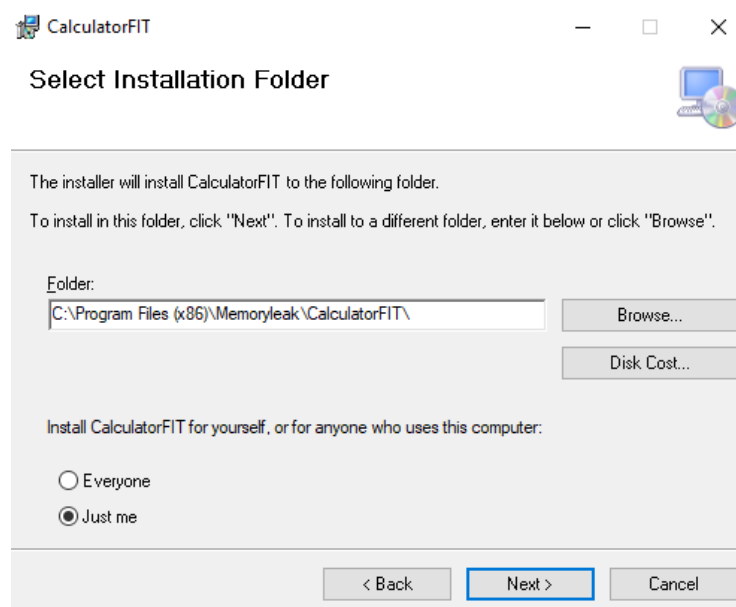 CalculatorFIT
Select Installation Folder
The installer will install CalculatorFIT to the following folder.
To install in this folder, click "Next". To install to a different folder, enter it below or click "Browse".
Folder:
C:\Program Files (x86)\Memoryleak\CalculatorFIT\
Browse...
Disk Cost...
Install CalculatorFIT for yourself, or for anyone who uses this computer:
Everyone
Just me
< Back Next > Cancel